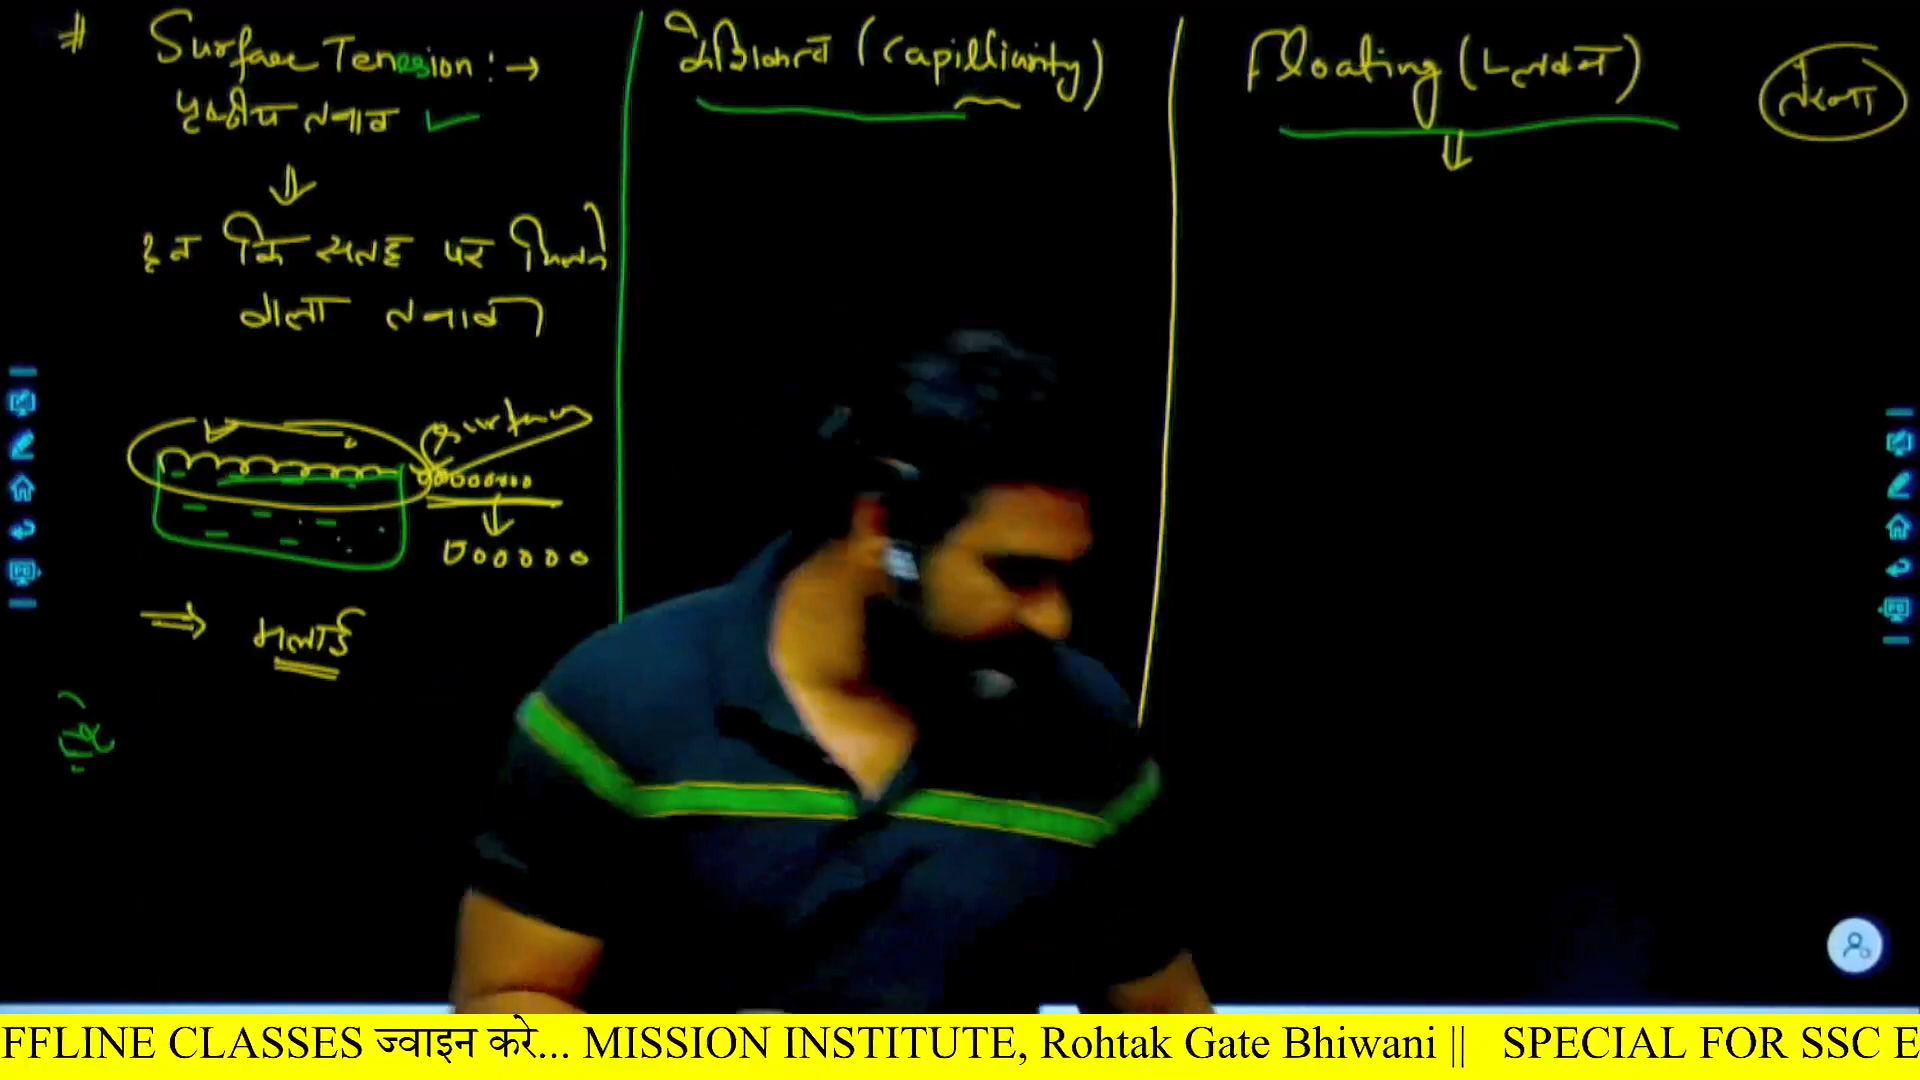 # Surface Tension :→
पृष्ठीय तनाव ✓
द्रव कि सतह पर मिलने
वाला तनाव
Surface
⇒ मलाई
केशिकत्व (Capilliarity)
Floating (प्लवन)
तैरना
FFLINE CLASSES ज्वाइन करे... MISSION INSTITUTE, Rohtak Gate Bhiwani || SPECIAL FOR SSC E